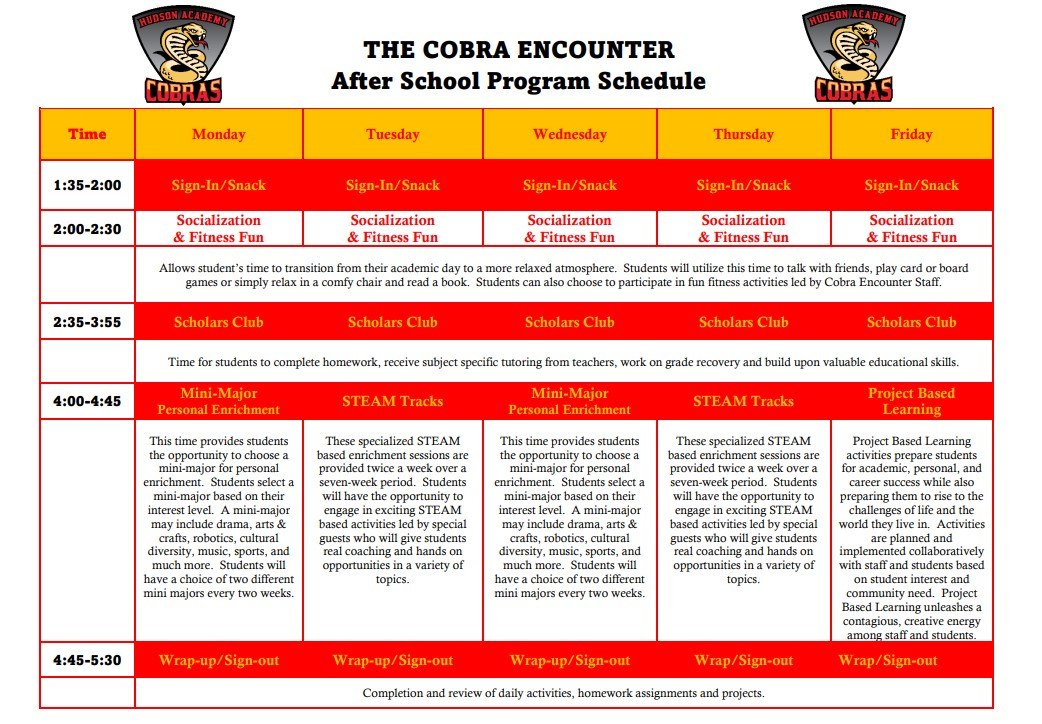 HUDSON ACADEMY
COBRAS
HUDSON ACADEMY
COBRAS
THE COBRA ENCOUNTER
After School Program Schedule
Time Monday Tuesday Wednesday Thursday Friday
1:35-2:00 Sign-In/Snack Sign-In/Snack Sign-In/Snack Sign-In/Snack Sign-In/Snack
2:00-2:30
Socialization
& Fitness Fun
Socialization
& Fitness Fun
Socialization
& Fitness Fun
Socialization
& Fitness Fun
Socialization
& Fitness Fun
Allows student's time to transition from their academic day to a more relaxed atmosphere. Students will utilize this time to talk with friends, play card or board
games or simply relax in a comfy chair and read a book. Students can also choose to participate in fun fitness activities led by Cobra Encounter Staff.
2:35-3:55 Scholars Club Scholars Club Scholars Club Scholars Club Scholars Club
Time for students to complete homework, receive subject specific tutoring from teachers, work on grade recovery and build upon valuable educational skills.
4:00-4:45
Mini-Major
Personal Enrichment
STEAM Tracks
Mini-Major
Personal Enrichment
STEAM Tracks
Project Based
Learning
This time provides students
the opportunity to choose a
mini-major for personal
enrichment. Students select a
mini-major based on their
interest level. A mini-major
may include drama, arts &
crafts, robotics, cultural
diversity, music, sports, and
much more. Students will
have a choice of two different
mini majors every two weeks.
These specialized STEAM
based enrichment sessions are
provided twice a week over a
seven-week period. Students
will have the opportunity to
engage in exciting STEAM
based activities led by special
guests who will give students
real coaching and hands on
opportunities in a variety of
topics.
This time provides students
the opportunity to choose a
mini-major for personal
enrichment. Students select a
mini-major based on their
interest level. A mini-major
may include drama, arts &
crafts, robotics, cultural
diversity, music, sports, and
much more. Students will
have a choice of two different
mini majors every two weeks.
These specialized STEAM
based enrichment sessions are
provided twice a week over a
seven-week period. Students
will have the opportunity to
engage in exciting STEAM
based activities led by special
guests who will give students
real coaching and hands on
opportunities in a variety of
topics.
Project Based Learning
activities prepare students
for academic, personal, and
career success while also
preparing them to rise to the
challenges of life and the
world they live in. Activities
are planned and
implemented collaboratively
with staff and students based
on student interest and
community need. Project
Based Learning unleashes a
contagious, creative energy
among staff and students.
4:45-5:30 Wrap-up/Sign-out Wrap-up/Sign-out Wrap-up/Sign-out Wrap/Sign-out Wrap/Sign-out
Completion and review of daily activities, homework assignments and projects.